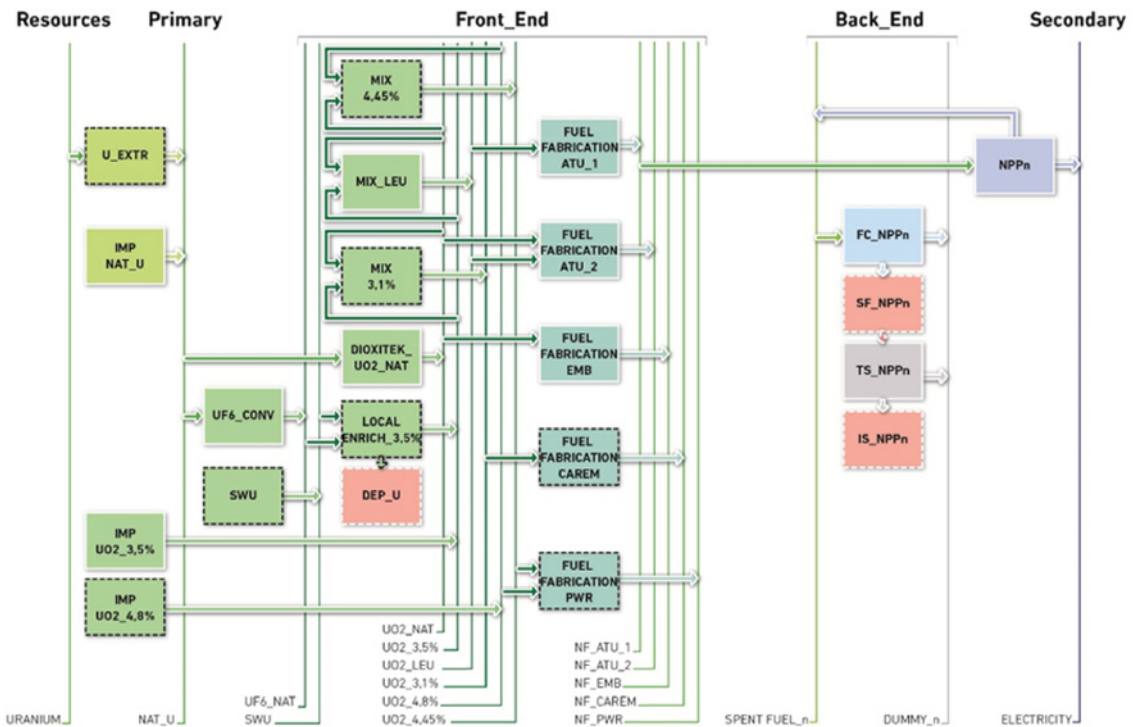 Resources Primary Front_End Back_End Secondary
MIX
4,45%
FUEL
FABRICATION
ATU_1
U_EXTR
NPPn
MIX_LEU
IMP
NAT_U
FUEL
FABRICATION
ATU_2
FC_NPPn
MIX
3,1%
SF_NPPn
DIOXITEK_
UO2_NAT
FUEL
FABRICATION
EMB
TS_NPPn
UF6_CONV
LOCAL
ENRICH_3,5%
IS_NPPn
FUEL
FABRICATION
CAREM
SWU
DEP_U
IMP
UO2_3,5%
FUEL
FABRICATION
PWR
IMP
UO2_4,8%
UO2_NAT
UO2_3,5%
UO2_LEU
UO2_3,1%
UO2_4,8%
UO2_4,45%
NF_ATU_1
NF_ATU_2
NF_EMB
NF_CAREM
NF_PWR
UF6_NAT
SWU
URANIUM
NAT_U
SPENT FUEL_n
DUMMY_n
ELECTRICITY